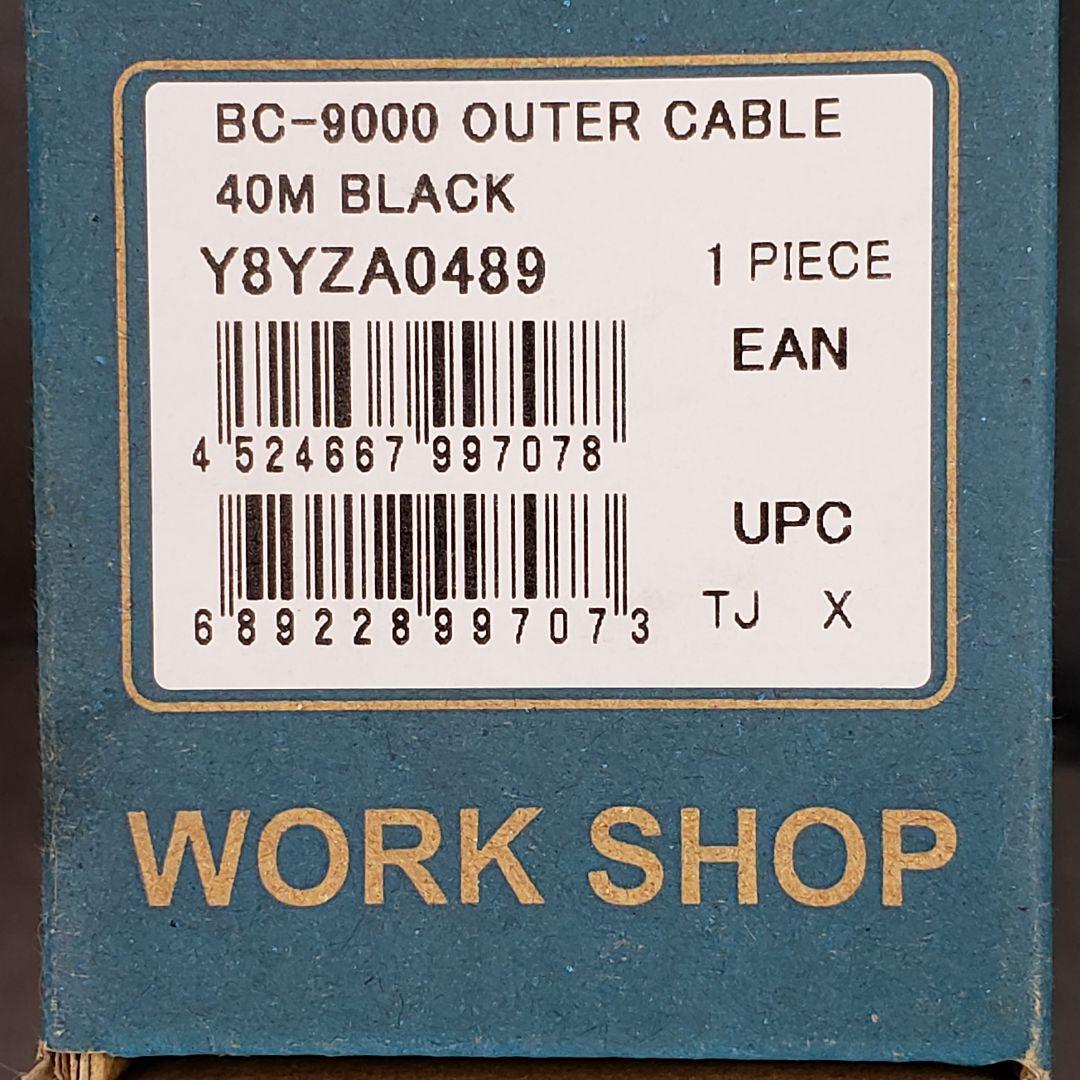 BC-9000 OUTER CABLE
40M BLACK
Y8YZA0489 1 PIECE
EAN
4 524667 997078
UPC
6 89228 99707 3 TJ X
WORK SHOP